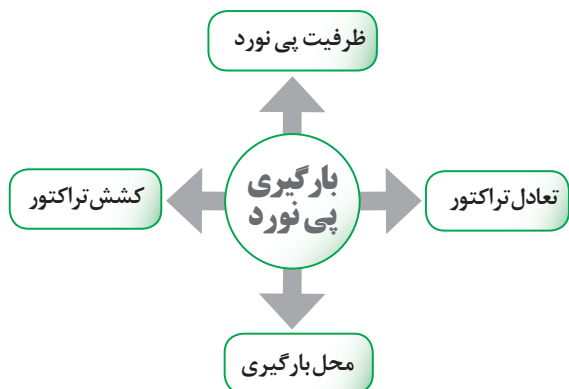 ظرفیت پی نورد
بارگیری
پی نورد
تعادل تراکتور
کشش تراکتور
محل بارگیری